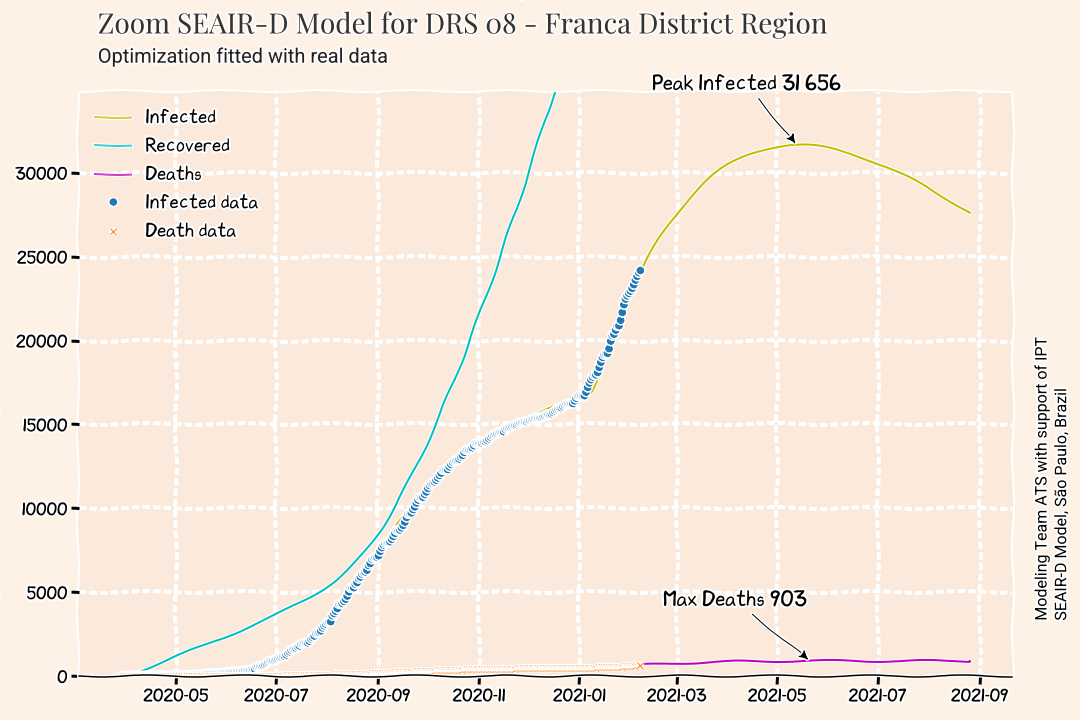 Zoom SEAIR-D Model for DRS 08 - Franca District Region
Optimization fitted with real data
Peak Infected 31 656
Infected
Recovered
Deaths
Infected data
Death data
30000
25000
20000
15000
10000
5000
0
Max Deaths 903
2020-05
2020-07
2020-09
2020-11
2021-01
2021-03
2021-05
2021-07
2021-09
Modeling Team ATS with support of IPT
SEAIR-D Model, São Paulo, Brazil